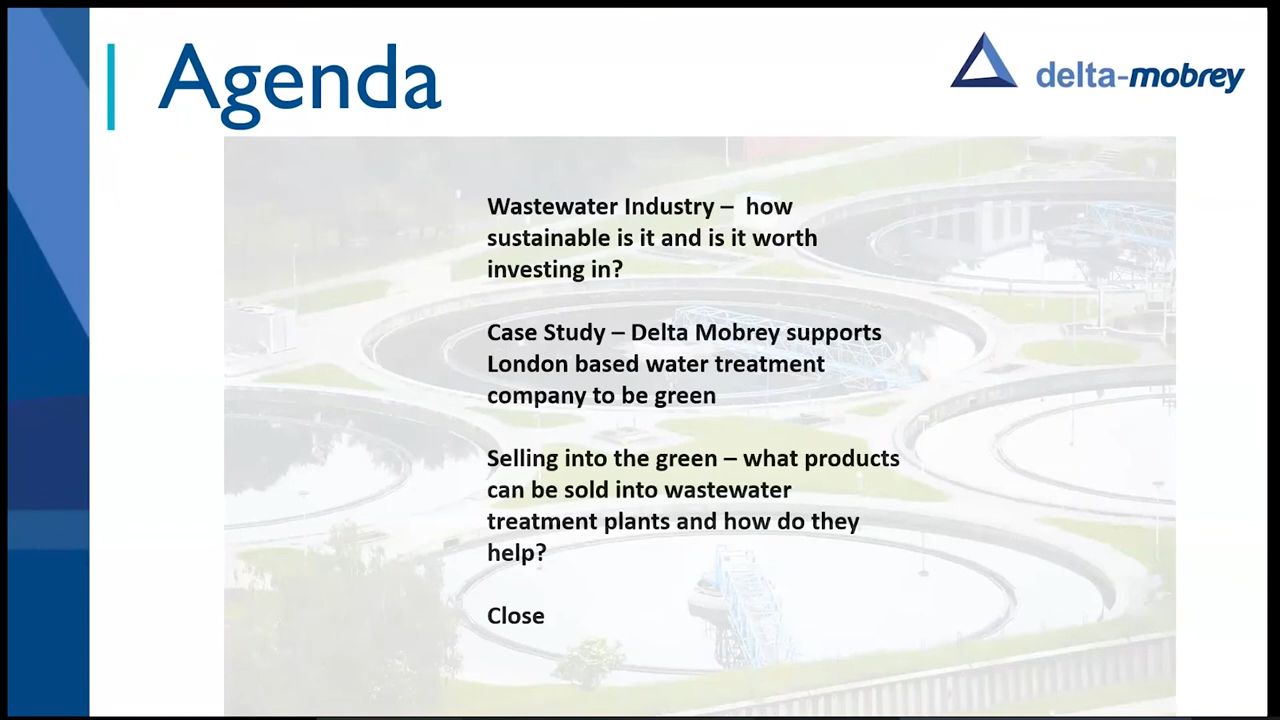 Agenda
delta-mobrey
Wastewater Industry – how
sustainable is it and is it worth
investing in?
Case Study – Delta Mobrey supports
London based water treatment
company to be green
Selling into the green – what products
can be sold into wastewater
treatment plants and how do they
help?
Close